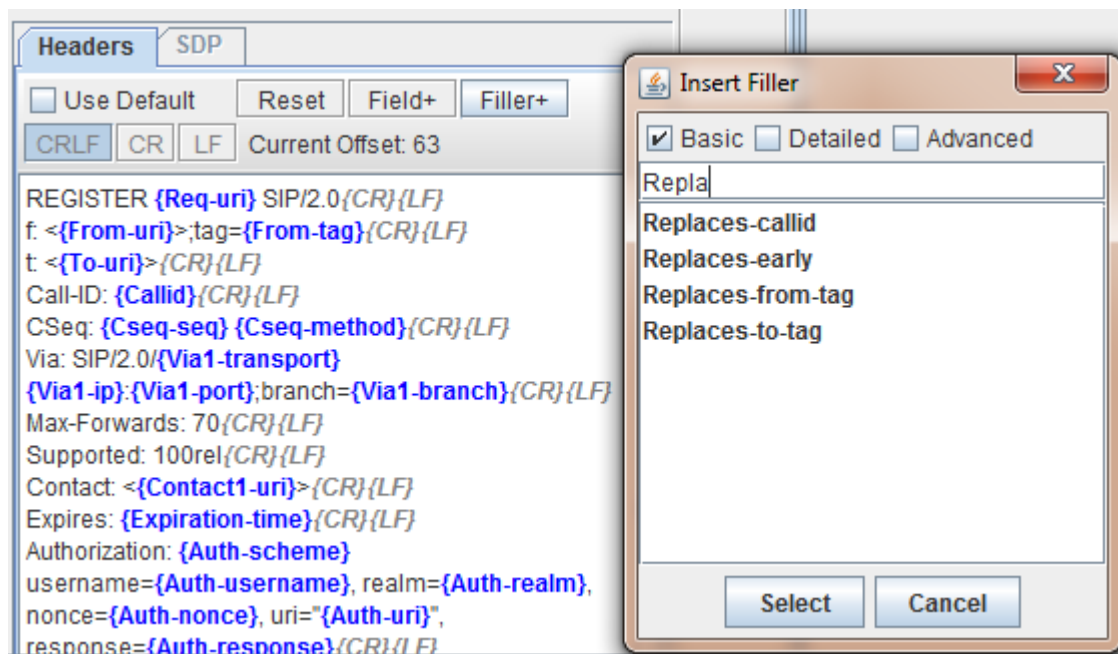 Headers SDP
Use Default Reset Field+ Filler+
CRLF CR LF Current Offset: 63
REGISTER {Req-uri} SIP/2.0{CR}{LF}
f: <{From-uri}>;tag={From-tag}{CR}{LF}
t: <{To-uri}>{CR}{LF}
Call-ID: {Callid}{CR}{LF}
CSeq: {Cseq-seq} {Cseq-method}{CR}{LF}
Via: SIP/2.0/{Via1-transport}
{Via1-ip}:{Via1-port};branch={Via1-branch}{CR}{LF}
Max-Forwards: 70{CR}{LF}
Supported: 100rel{CR}{LF}
Contact: <{Contact1-uri}>{CR}{LF}
Expires: {Expiration-time}{CR}{LF}
Authorization: {Auth-scheme}
username={Auth-username}, realm={Auth-realm},
nonce={Auth-nonce}, uri="{Auth-uri}",
response={Auth-response}{CR}{LF}
Insert Filler
Basic Detailed Advanced
Repla
Replaces-callid
Replaces-early
Replaces-from-tag
Replaces-to-tag
Select Cancel